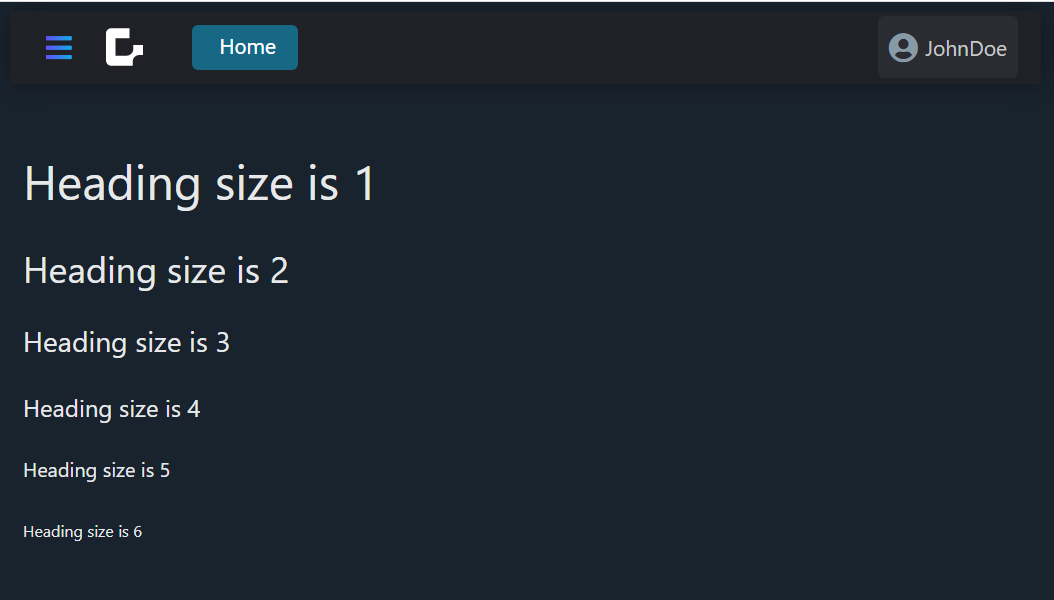 Home
JohnDoe
Heading size is 1
Heading size is 2
Heading size is 3
Heading size is 4
Heading size is 5
Heading size is 6